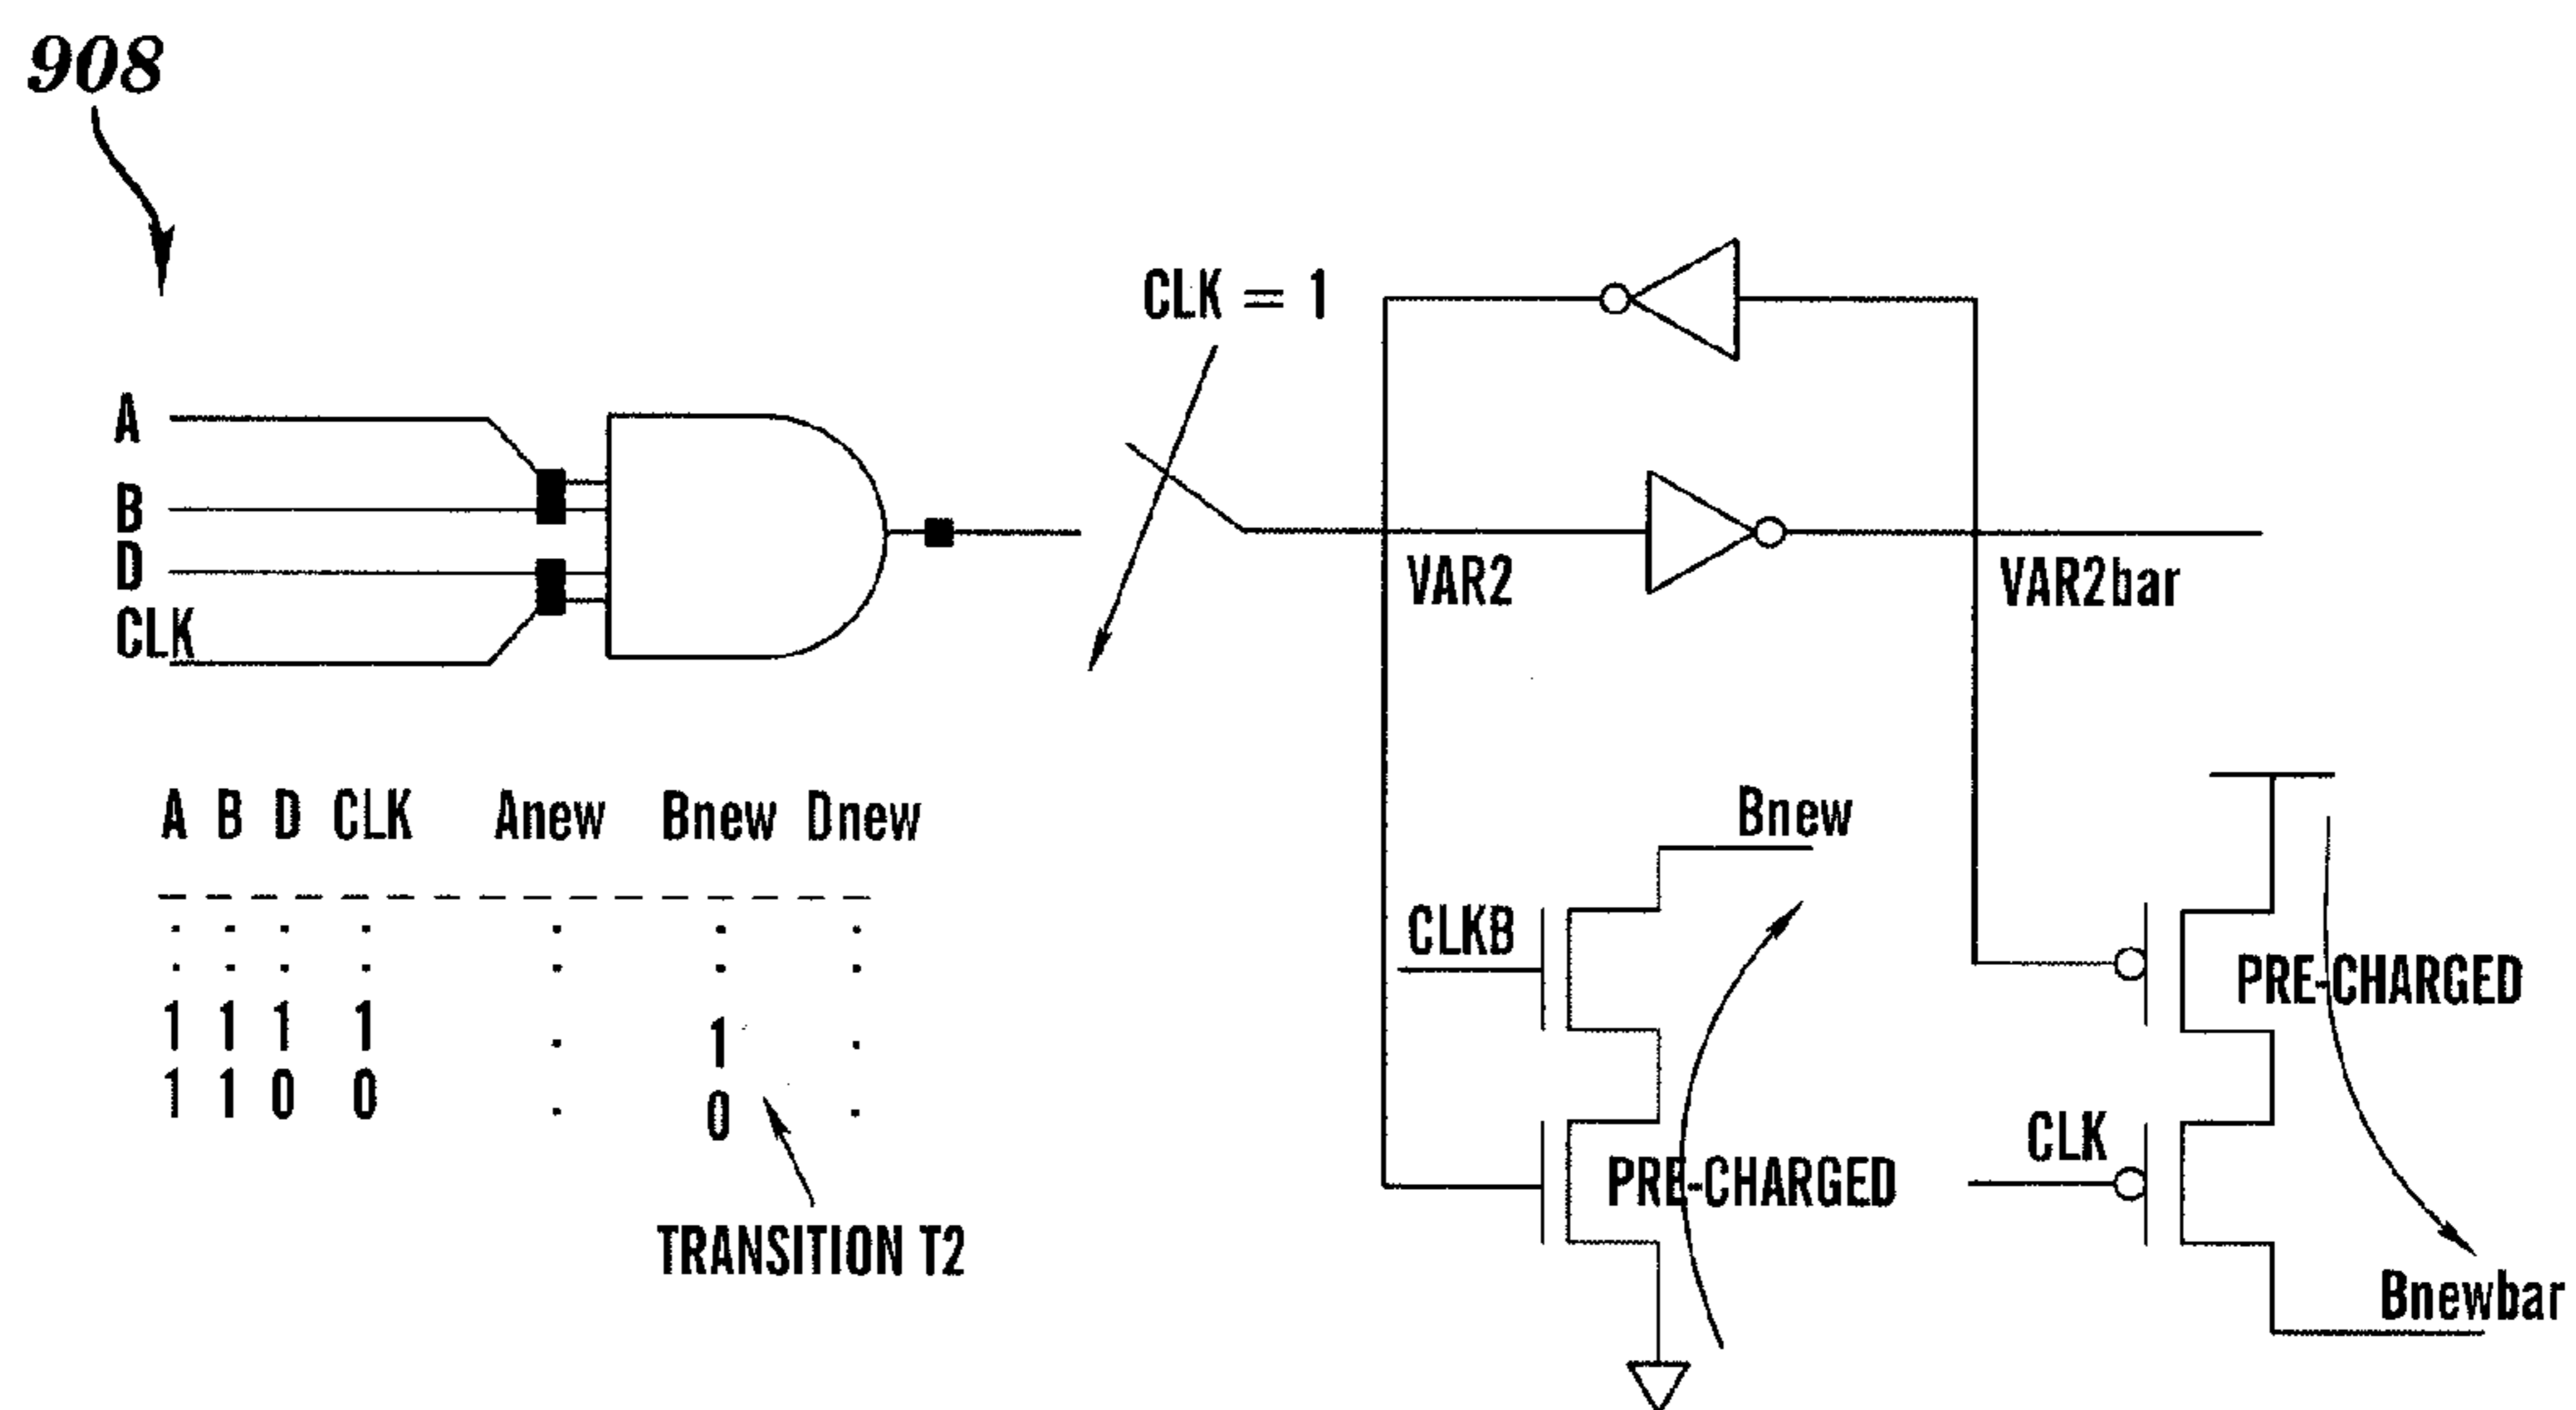 908
CLK = 1
A
B
D
CLK
VAR2
VAR2bar
A B D CLK Anew Bnew Dnew
1 1 1 1 1
1 1 0 0 0
TRANSITION T2
Bnew
CLKB
PRE-CHARGED
PRE-CHARGED
CLK
Bnewbar